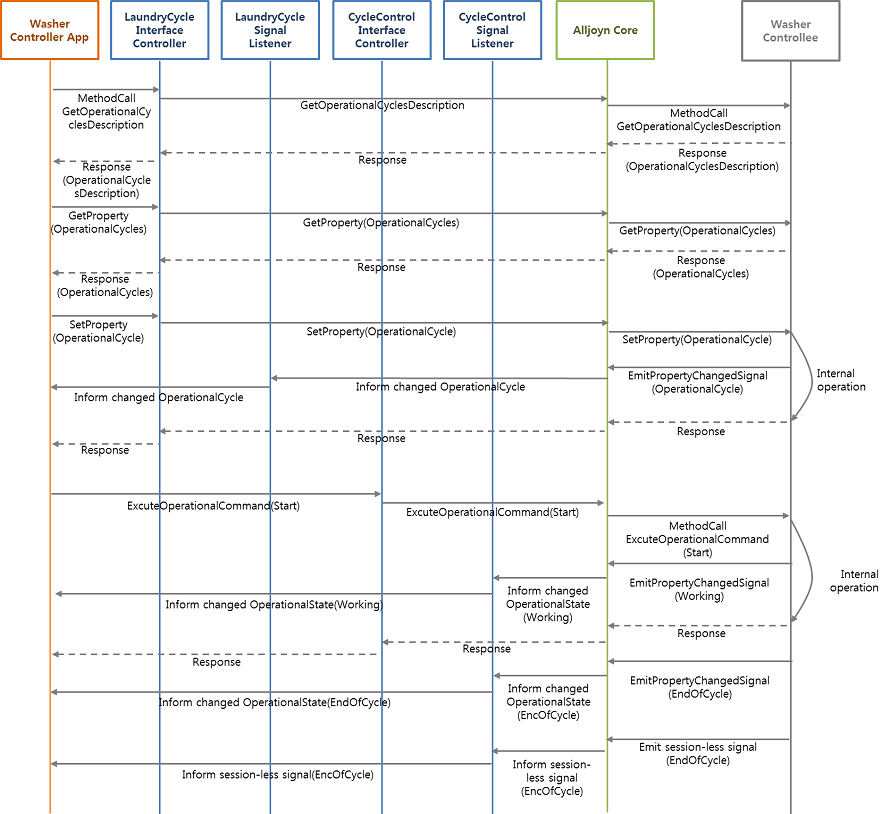 Washer
Controller App
LaundryCycle
Interface
Controller
LaundryCycle
Signal
Listener
CycleControl
Interface
Controller
CycleControl
Signal
Listener
Alljoyn Core
Washer
Controllee
MethodCall
GetOperationalCy
clesDescription
GetOperationalCyclesDescription
MethodCall
GetOperationalCyclesDescription
Response
(OperationalCyclesDescription)
Response
Response
(OperationalCycle
sDescription)
GetProperty
(OperationalCycles)
GetProperty(OperationalCycles)
GetProperty(OperationalCycles)
Response
(OperationalCycles)
Response
Response
(OperationalCycles)
SetProperty
(OperationalCycle)
SetProperty(OperationalCycle)
SetProperty(OperationalCycle)
Internal
operation
EmitPropertyChangedSignal
(OperationalCycle)
Inform changed OperationalCycle
Inform changed OperationalCycle
Response
Response
Response
ExcuteOperationalCommand(Start)
ExcuteOperationalCommand(Start)
MethodCall
ExcuteOperationalCommand
(Start)
Internal
operation
EmitPropertyChangedSignal
(Working)
Inform changed
OperationalState
(Working)
Inform changed OperationalState(Working)
Response
Response
Response
EmitPropertyChangedSignal
(EndOfCycle)
Inform changed
OperationalState
(EncOfCycle)
Inform changed OperationalState(EndOfCycle)
Emit session-less signal
(EndOfCycle)
Inform session-
less signal
(EncOfCycle)
Inform session-less signal(EncOfCycle)